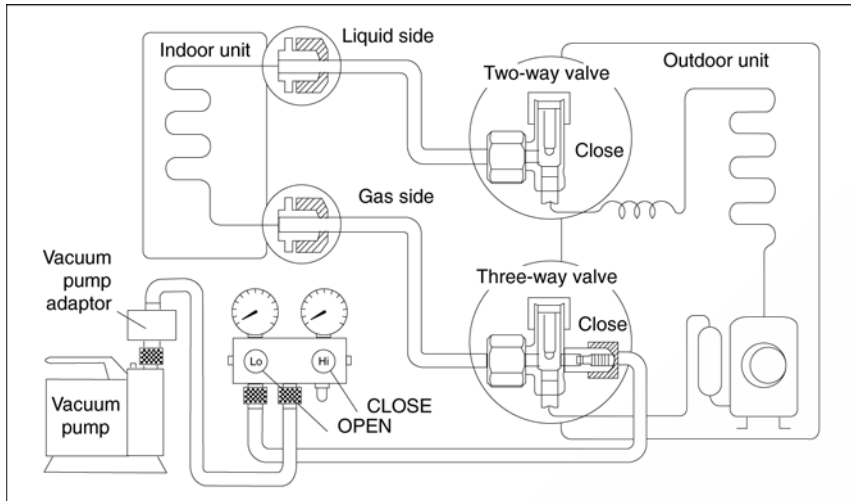 Liquid side
Indoor unit
Two-way valve
Outdoor unit
Close
Gas side
Vacuum
pump
adaptor
Three-way valve
Close
Lo
Hi
CLOSE
OPEN
Vacuum
pump